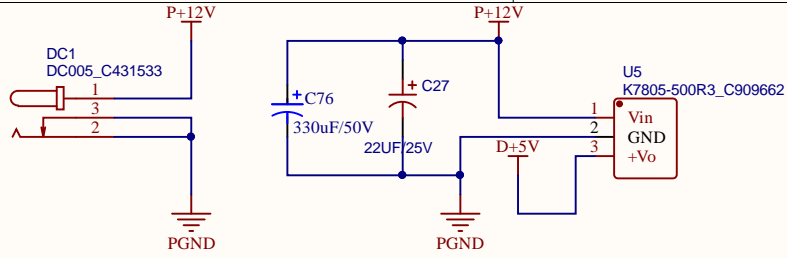 P+12V
DC1
DC005_C431533
1
3
2
PGND
P+12V
C76
330uF/50V
C27
22UF/25V
PGND
D+5V
U5
K7805-500R3_C909662
1
Vin
2
GND
3
+Vo